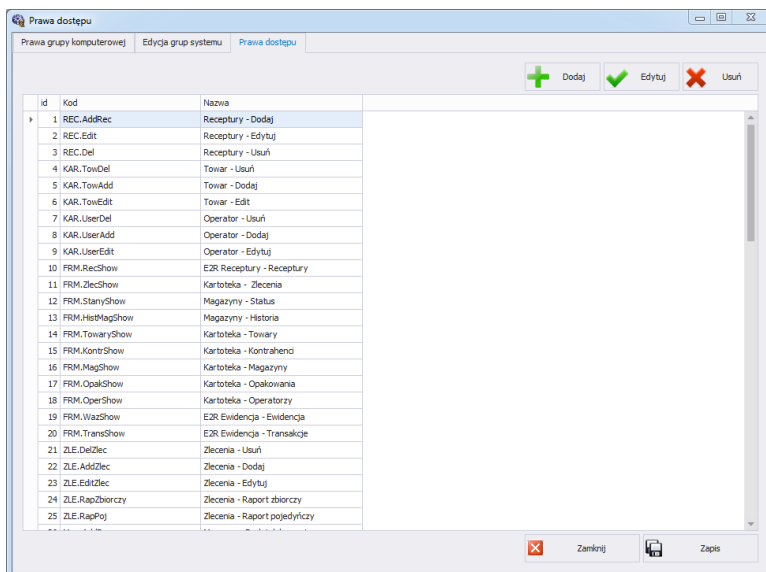 Prawa dostępu
Prawa grupy komputerowej Edycja grup systemu Prawa dostępu
Dodaj Edytuj Usuń
id Kod Nazwa
1 REC.AddRec Receptury - Dodaj
2 REC.Edit Receptury - Edytuj
3 REC.Del Receptury - Usuń
4 KAR.TowDel Towar - Usuń
5 KAR.TowAdd Towar - Dodaj
6 KAR.TowEdit Towar - Edit
7 KAR.UserDel Operator - Usuń
8 KAR.UserAdd Operator - Dodaj
9 KAR.UserEdit Operator - Edytuj
10 FRM.RecShow E2R Receptury - Receptury
11 FRM.ZlecShow Kartoteka - Zlecenia
12 FRM.StanyShow Magazyny - Status
13 FRM.HistMagShow Magazyny - Historia
14 FRM.TowaryShow Kartoteka - Towary
15 FRM.KontrShow Kartoteka - Kontrahenci
16 FRM.MagShow Kartoteka - Magazyny
17 FRM.OpakShow Kartoteka - Opakowania
18 FRM.OperShow Kartoteka - Operatorzy
19 FRM.WazShow E2R Ewidencja - Ewidencja
20 FRM.TransShow E2R Ewidencja - Transakcje
21 ZLE.DelZlec Zlecenia - Usuń
22 ZLE.AddZlec Zlecenia - Dodaj
23 ZLE.EditZlec Zlecenia - Edytuj
24 ZLE.RapZbiorczy Zlecenia - Raport zbiorczy
25 ZLE.RapPoj Zlecenia - Raport pojedyńczy
Zamknij Zapis